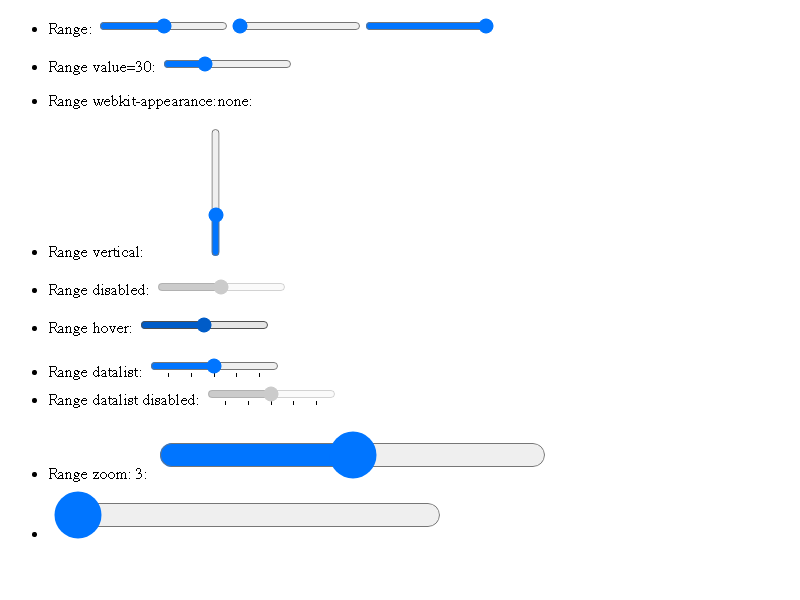 Range:
Range value=30:
Range webkit-appearance:none:
Range vertical:
Range disabled:
Range hover:
Range datalist:
Range datalist disabled:
Range zoom: 3: